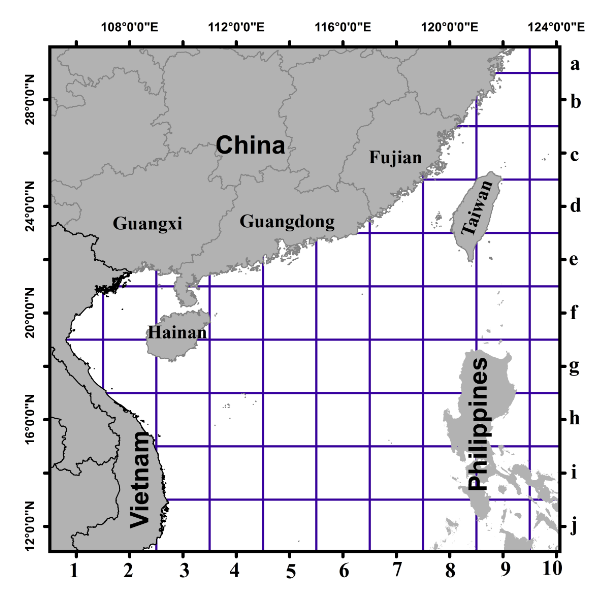 108°0'0"E 112°0'0"E 116°0'0"E 120°0'0"E 124°0'0"E
a
28°0'0"N
b
China
Fujian
c
24°0'0"N
Taiwan
d
Guangxi
Guangdong
e
20°0'0"N
f
Hainan
g
Philippines
16°0'0"N
h
Vietnam
i
12°0'0"N
j
1 2 3 4 5 6 7 8 9 10